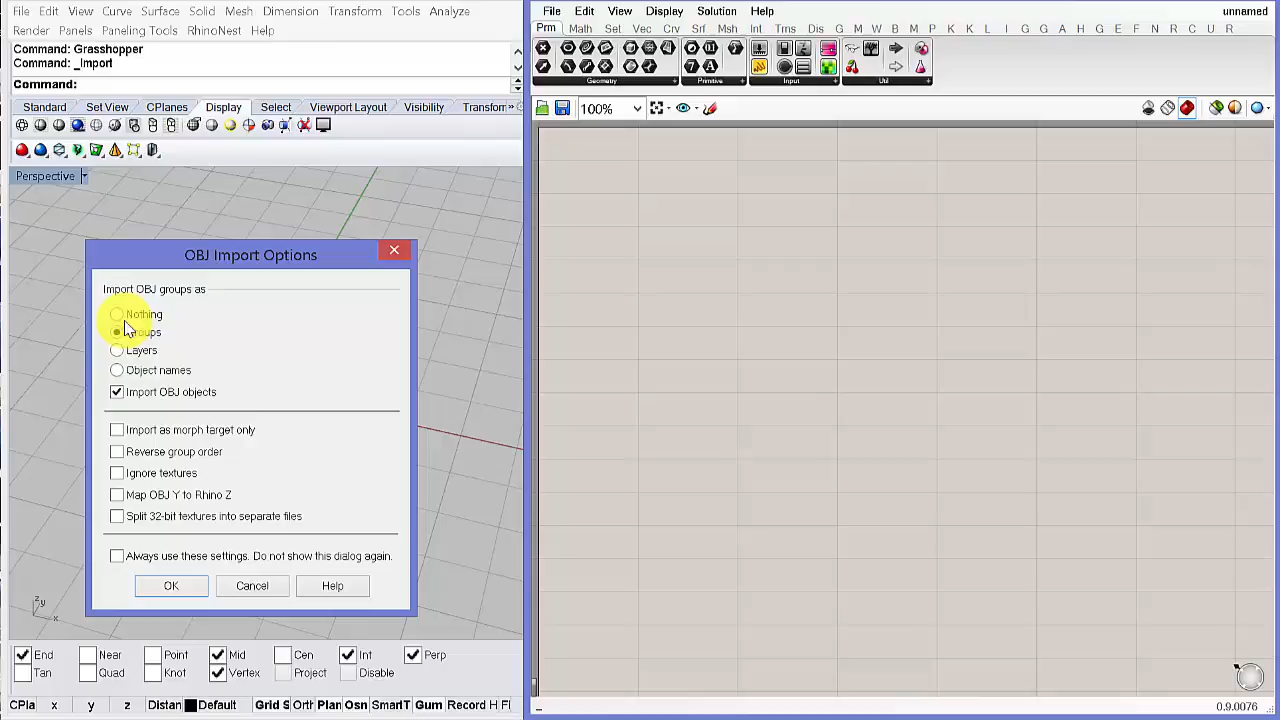 File Edit View Curve Surface Solid Mesh Dimension Transform Tools Analyze
Render Panels Paneling Tools RhinoNest Help
Command: Grasshopper
Command: _Import
Command:
Standard Set View CPlanes Display Select Viewport Layout Visibility Transform »
Perspective
OBJ Import Options
Import OBJ groups as
Nothing
Groups
Layers
Object names
Import OBJ objects
Import as morph target only
Reverse group order
Ignore textures
Map OBJ Y to Rhino Z
Split 32-bit textures into separate files
Always use these settings. Do not show this dialog again.
OK Cancel Help
z y
x
End Near Point Mid Cen Int Perp
Tan Quad Knot Vertex Project Disable
CPla x y z Distan Default Grid S Orth Plan Osn SmartT Gum Record H Fi
File Edit View Display Solution Help unnamed
Prm Math Set Vec Crv Srf Msh Int Trns Dis G M W B M P K K L I G G A H E F N R C U R
Geometry + Primitive + Input + Util +
100%
0.9.0076